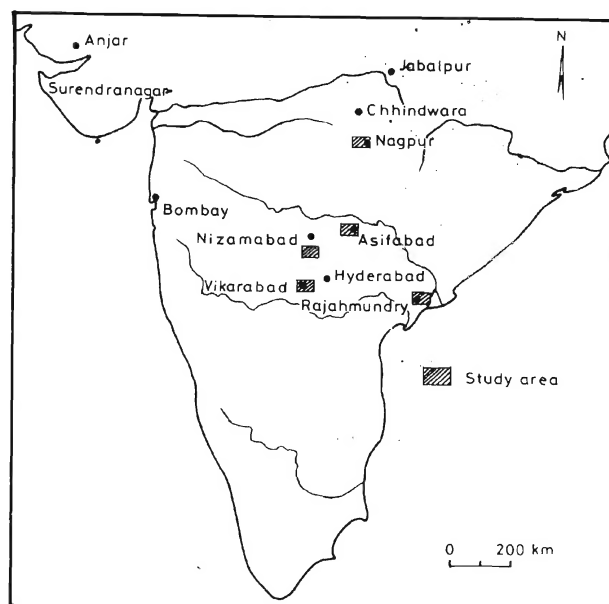 Anjar
N
Jabalpur
Surendranagar
Chhindwara
Nagpur
Bombay
Nizamabad
Asifabad
Hyderabad
Vikarabad
Rajahmundry
Study area
0 200 km